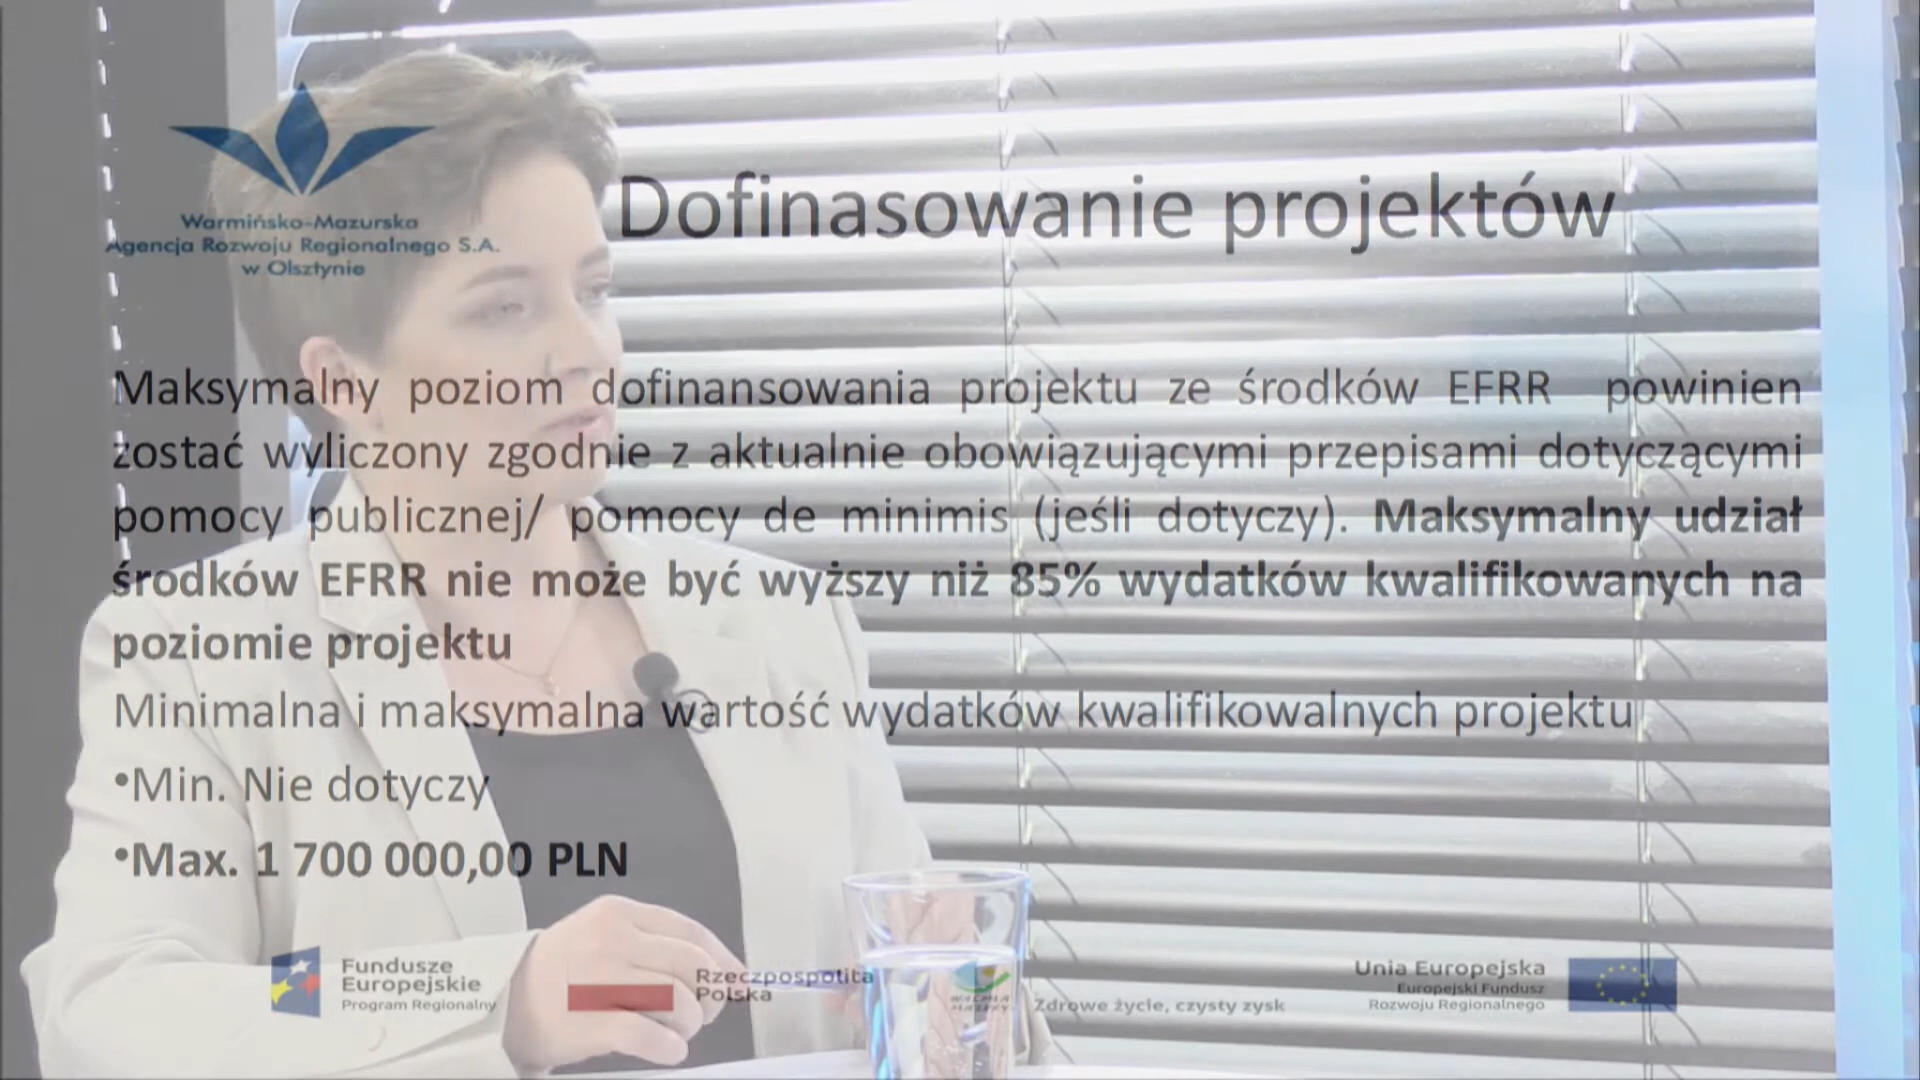 Warmińsko-Mazurska
Agencja Rozwoju Regionalnego S.A.
w Olsztynie
Dofinasowanie projektów
Maksymalny poziom dofinansowania projektu ze środków EFRR powinien
zostać wyliczony zgodnie z aktualnie obowiązującymi przepisami dotyczącymi
pomocy publicznej/ pomocy de minimis (jeśli dotyczy). Maksymalny udział
środków EFRR nie może być wyższy niż 85% wydatków kwalifikowanych na
poziomie projektu
Minimalna i maksymalna wartość wydatków kwalifikowalnych projektu
•Min. Nie dotyczy
•Max. 1 700 000,00 PLN
Fundusze
Europejskie
Program Regionalny
Rzeczpospolita
Polska
WARMIA
MAZURY
Zdrowe życie, czysty zysk
Unia Europejska
Europejski Fundusz
Rozwoju Regionalnego